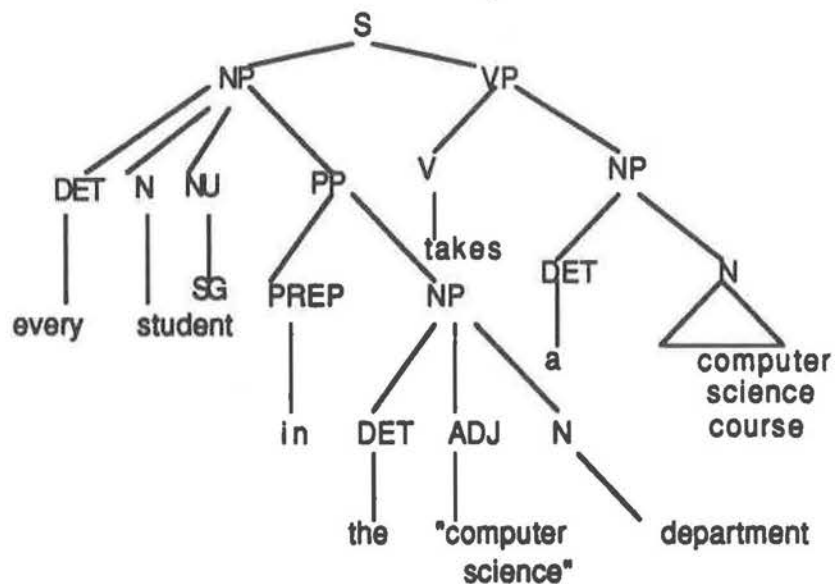 S
NP VP
DET N NU PP V NP
takes
SG PREP NP DET N
every student
a computer
science
in DET ADJ N course
the "computer department
science"